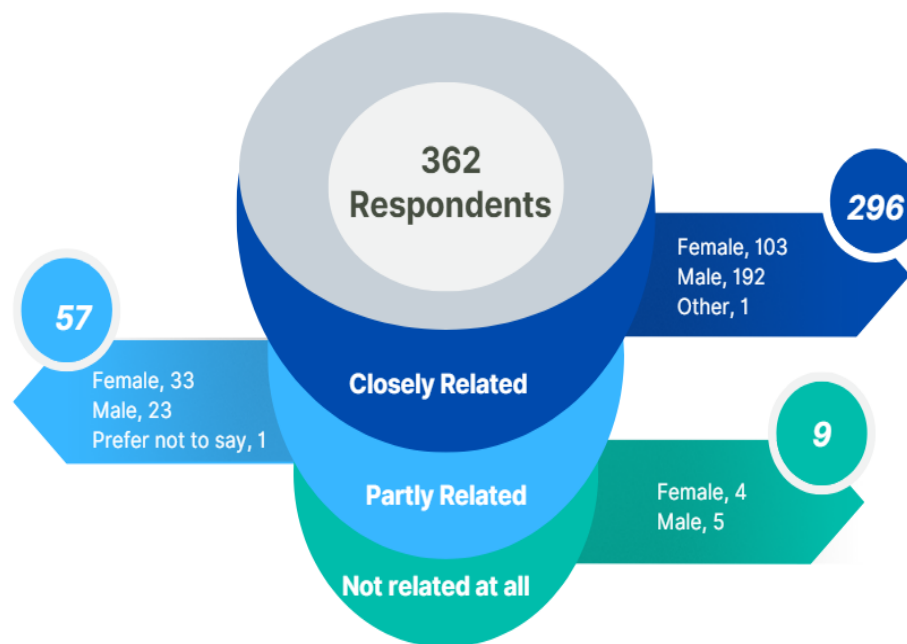 362
Respondents
296
Female, 103
Male, 192
Other, 1
57
Female, 33
Male, 23
Prefer not to say, 1
Closely Related
9
Female, 4
Male, 5
Partly Related
Not related at all